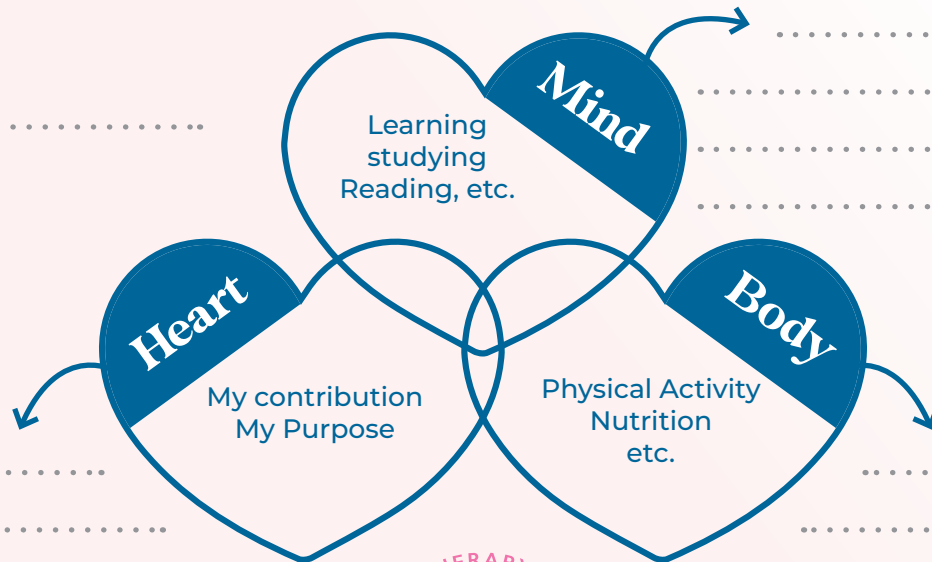 Mind
Learning
studying
Reading, etc.
Heart
My contribution
My Purpose
Body
Physical Activity
Nutrition
etc.